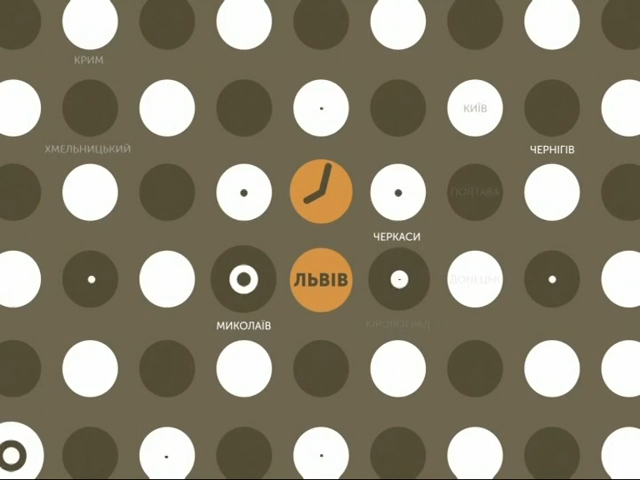 КРИМ
КИЇВ
ХМЕЛЬНИЦЬКИЙ
ЧЕРНІГІВ
ПОЛТАВА
ЧЕРКАСИ
ЛЬВІВ
МИКОЛАЇВ